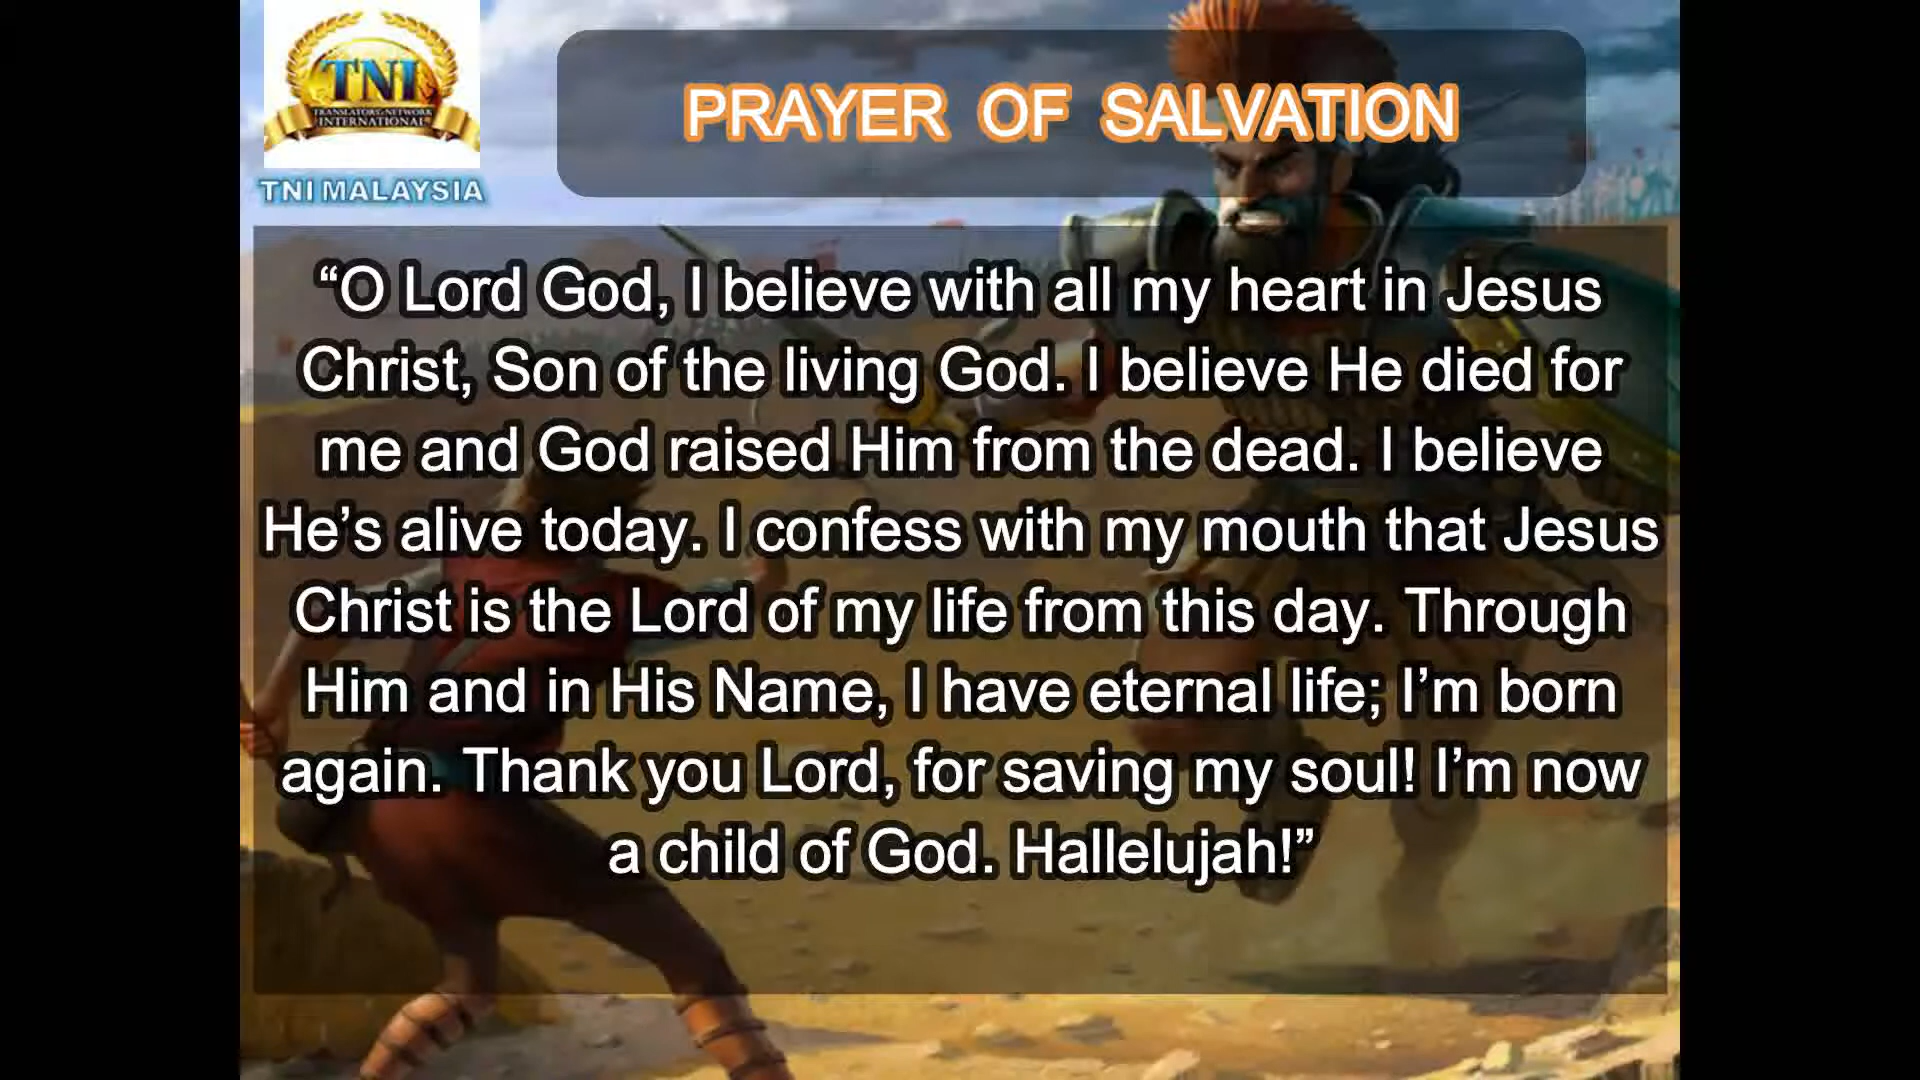 TNI
TRANSLATORS NETWORK
INTERNATIONAL
TNI MALAYSIA
PRAYER OF SALVATION
“O Lord God, I believe with all my heart in Jesus
Christ, Son of the living God. I believe He died for
me and God raised Him from the dead. I believe
He’s alive today. I confess with my mouth that Jesus
Christ is the Lord of my life from this day. Through
Him and in His Name, I have eternal life; I’m born
again. Thank you Lord, for saving my soul! I’m now
a child of God. Hallelujah!”